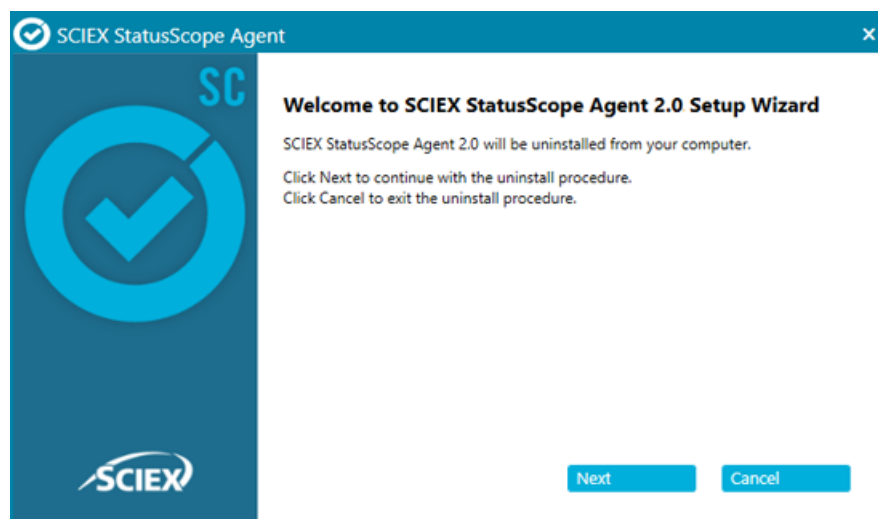 SCIEX StatusScope Agent
SC
Welcome to SCIEX StatusScope Agent 2.0 Setup Wizard
SCIEX StatusScope Agent 2.0 will be uninstalled from your computer.
Click Next to continue with the uninstall procedure.
Click Cancel to exit the uninstall procedure.
SCIEX
Next
Cancel